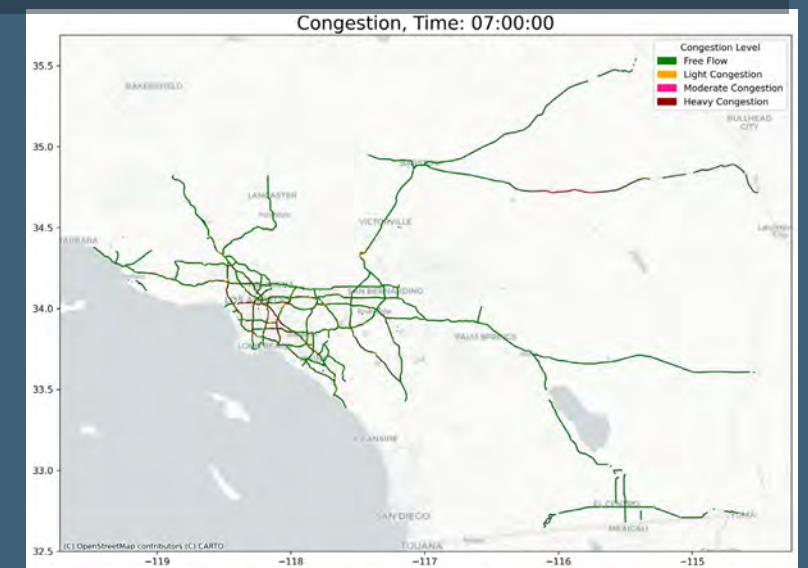 Congestion, Time: 07:00:00
Congestion Level
Free Flow
Light Congestion
Moderate Congestion
Heavy Congestion
35.5
35.0
34.5
34.0
33.5
33.0
32.5
BAKERSFIELD
BULLHEAD
CITY
LANCASTER
VICTORVILLE
SAN BERNARDINO
Riverside
PALM SPRINGS
SAN DIEGO
TIJUANA
EL CENTRO
MEXICALI
YUMA
(C) OpenStreetMap contributors (C) CARTO
−119
−118
−117
−116
−115